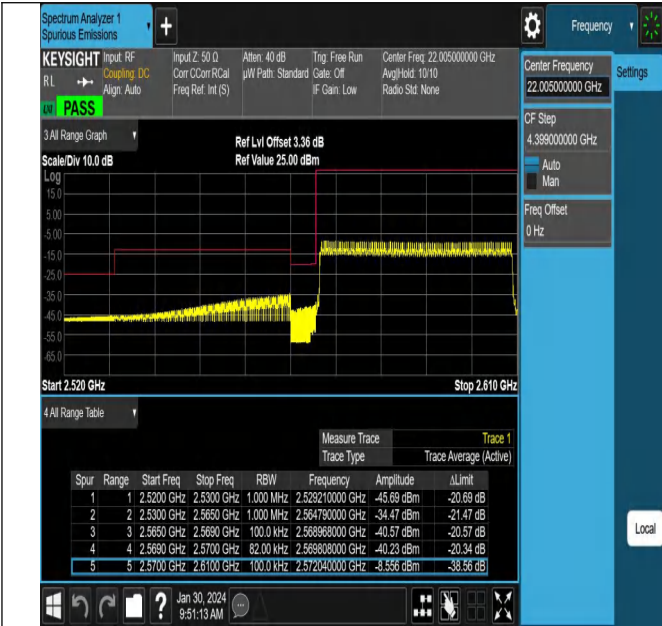 Spectrum Analyzer 1
Spurious Emissions
Frequency
KEYSIGHT Input: RF Input Z: 50 Ω Atten: 40 dB Trig: Free Run Center Freq: 22.005000000 GHz
RL Coupling: DC Corr CCorr RCal µW Path: Standard Gate: Off Avg|Hold: 10/10
Align: Auto Freq Ref: Int (S) IF Gain: Low Radio Std: None
PASS
Center Frequency
22.005000000 GHz
Settings
CF Step
4.399000000 GHz
Auto
Man
Freq Offset
0 Hz
3 All Range Graph
Ref Lvl Offset 3.36 dB
Scale/Div 10.0 dB Ref Value 25.00 dBm
Log
15.0
5.00
-5.00
-15.0
-25.0
-35.0
-45.0
-55.0
-65.0
Start 2.520 GHz Stop 2.610 GHz
4 All Range Table
Measure Trace Trace 1
Trace Type Trace Average (Active)
Spur Range Start Freq Stop Freq RBW Frequency Amplitude ΔLimit
1 1 2.5200 GHz 2.5300 GHz 1.000 MHz 2.529210000 GHz -45.69 dBm -20.69 dB
2 2 2.5300 GHz 2.5650 GHz 1.000 MHz 2.564790000 GHz -34.47 dBm -21.47 dB
3 3 2.5650 GHz 2.5690 GHz 100.0 kHz 2.568968000 GHz -40.57 dBm -20.57 dB
4 4 2.5690 GHz 2.5700 GHz 82.00 kHz 2.569808000 GHz -40.23 dBm -20.34 dB
5 5 2.5700 GHz 2.6100 GHz 100.0 kHz 2.572040000 GHz -8.556 dBm -38.56 dB
Local
Jan 30, 2024
9:51:13 AM